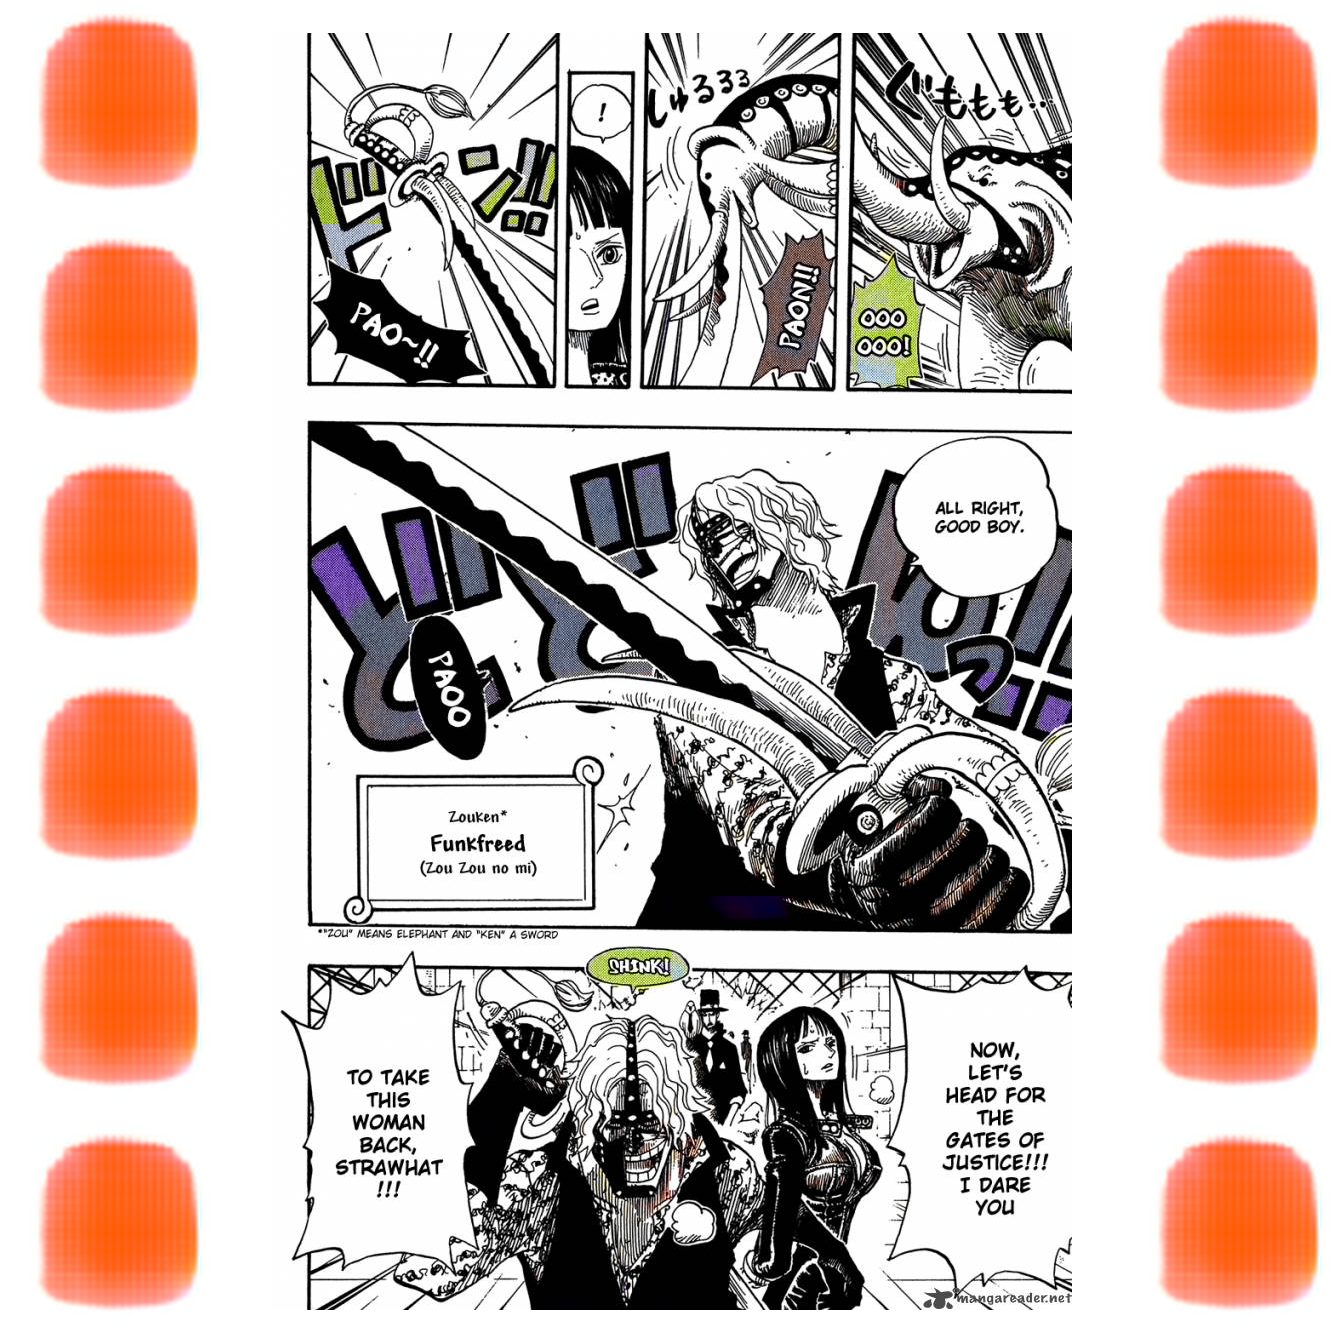 ドン!!
PAO~!!
!
しゅるるる
PAON!!
ぐももも…
OOO
OOO!
ALL RIGHT,
GOOD BOY.
PAOO
Zouken*
Funkfreed
(Zou Zou no mi)
*"ZOU" MEANS ELEPHANT AND "KEN" A SWORD
SHINK!
TO TAKE
THIS
WOMAN
BACK,
STRAWHAT
!!!
NOW,
LET'S
HEAD FOR
THE
GATES OF
JUSTICE!!!
I DARE
YOU
mangareader.net